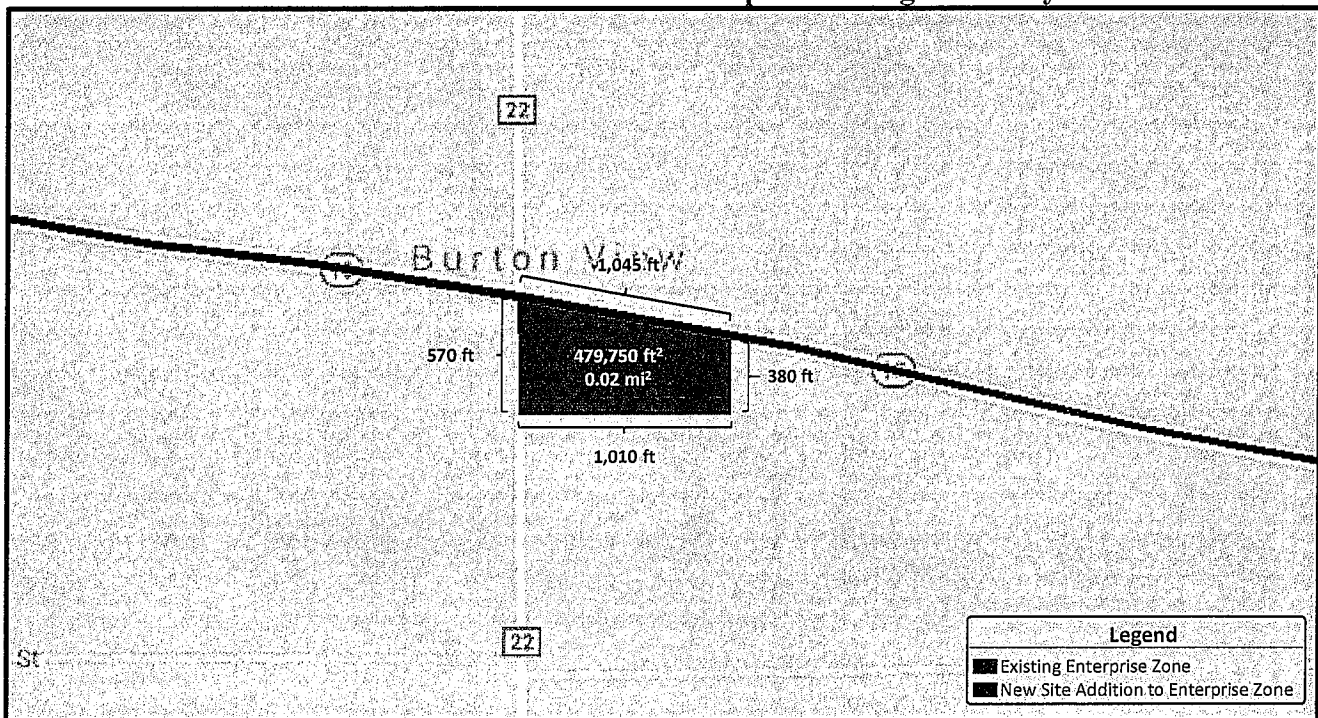 22
Burton View
1,045 ft
570 ft
479,750 ft²
0.02 mi²
380 ft
1,010 ft
22
St
Legend
Existing Enterprise Zone
New Site Addition to Enterprise Zone